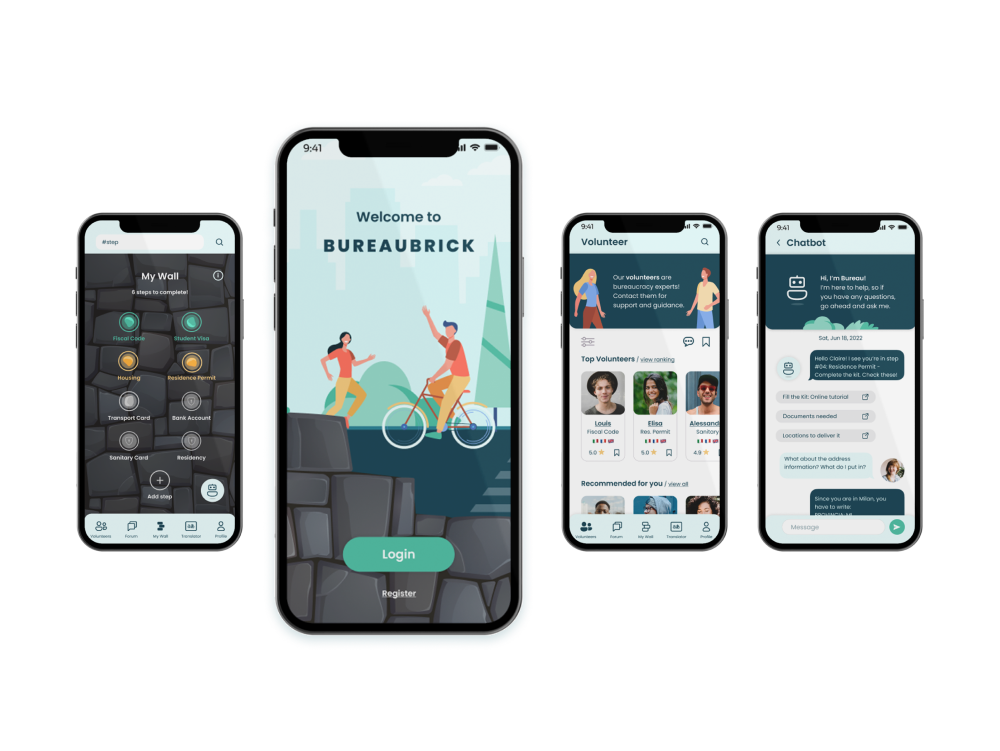 #step
My Wall
6 steps to complete!
Fiscal Code
Student Visa
Housing
Residence Permit
Transport Card
Bank Account
Sanitary Card
Residency
Add step
Volunteers
Forum
My Wall
Translator
Profile
9:41
Welcome to
BUREAUBRICK
Login
Register
9:41
Volunteer
Our volunteers are
bureaucracy experts!
Contact them for
support and guidance.
Top Volunteers / view ranking
Louis
Fiscal Code
5.0
Elisa
Res. Permit
5.0
Alessand
Sanitary
4.9
Recommended for you / view all
Volunteers
Forum
My Wall
Translator
Profile
9:41
Chatbot
Hi, I'm Bureau!
I'm here to help, so if
you have any questions,
go ahead and ask me.
Sat, Jun 18, 2022
Hello Claire! I see you're in step
#04: Residence Permit -
Complete the kit. Check these!
Fill the Kit: Online tutorial
Documents needed
Locations to deliver it
What about the address
information? What do I put in?
Since you are in Milan, you
have to write:
Message